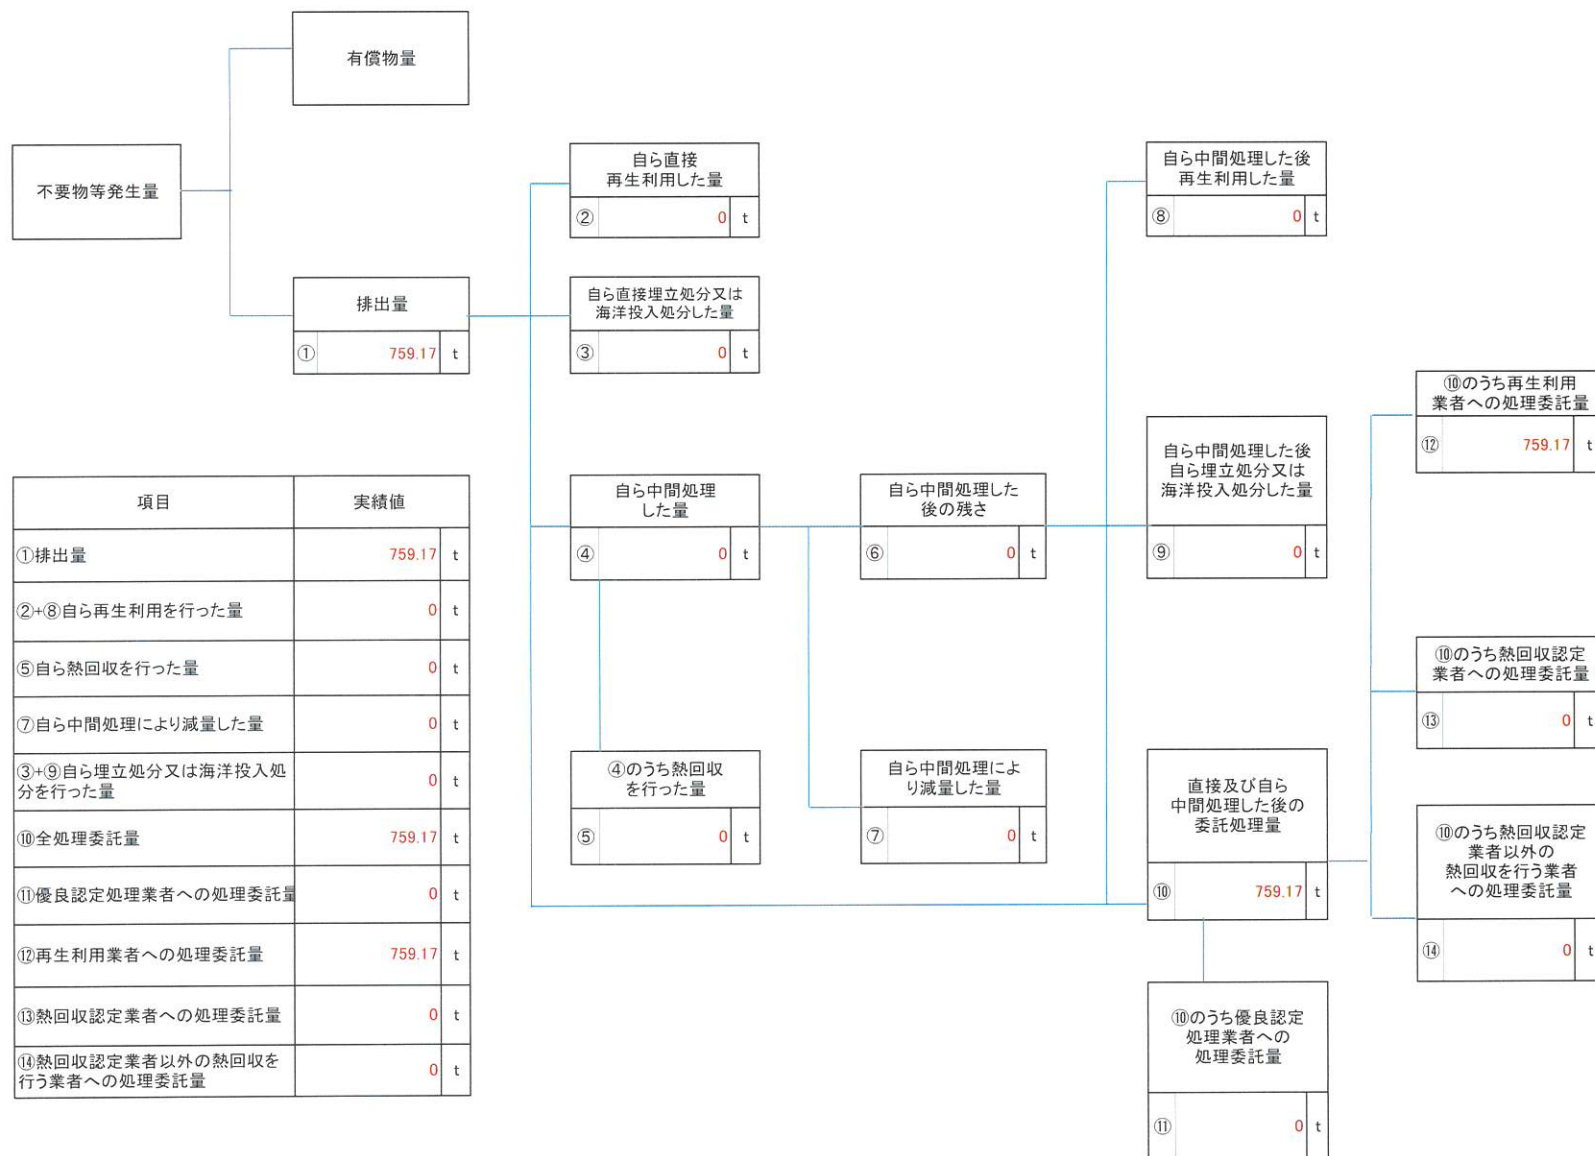 有償物量
不要物等発生量
排出量
① 759.17 t
自ら直接
再生利用した量
② 0 t
自ら直接埋立処分又は
海洋投入処分した量
③ 0 t
自ら中間処理
した量
④ 0 t
④のうち熱回収
を行った量
⑤ 0 t
自ら中間処理した
後の残さ
⑥ 0 t
自ら中間処理によ
り減量した量
⑦ 0 t
自ら中間処理した後
再生利用した量
⑧ 0 t
自ら中間処理した後
自ら埋立処分又は
海洋投入処分した量
⑨ 0 t
直接及び自ら
中間処理した後の
委託処理量
⑩ 759.17 t
⑩のうち優良認定
処理業者への
処理委託量
⑪ 0 t
⑩のうち再生利用
業者への処理委託量
⑫ 759.17 t
⑩のうち熱回収認定
業者への処理委託量
⑬ 0 t
⑩のうち熱回収認定
業者以外の
熱回収を行う業者
への処理委託量
⑭ 0 t
項目 実績値
①排出量 759.17 t
②+⑧自ら再生利用を行った量 0 t
⑤自ら熱回収を行った量 0 t
⑦自ら中間処理により減量した量 0 t
③+⑨自ら埋立処分又は海洋投入処
分を行った量 0 t
⑩全処理委託量 759.17 t
⑪優良認定処理業者への処理委託量 0 t
⑫再生利用業者への処理委託量 759.17 t
⑬熱回収認定業者への処理委託量 0 t
⑭熱回収認定業者以外の熱回収を
行う業者への処理委託量 0 t